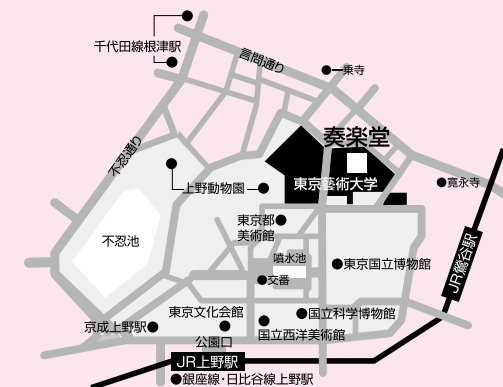 千代田線根津駅
言問通り
乗寺
奏楽堂
不忍通り
上野動物園
東京藝術大学
寛永寺
東京都
美術館
不忍池
噴水池
交番
東京国立博物館
JR鶯谷駅
東京文化会館
国立科学博物館
京成上野駅
公園口
国立西洋美術館
JR上野駅
銀座線・日比谷線上野駅